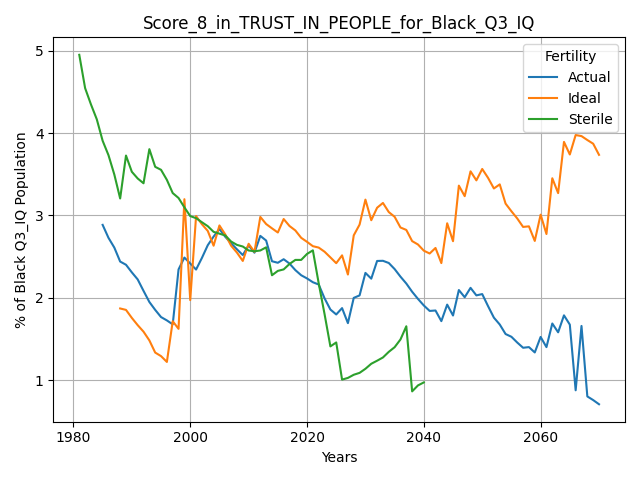 Score_8_in_TRUST_IN_PEOPLE_for_Black_Q3_IQ
Fertility
Actual
Ideal
Sterile
% of Black Q3_IQ Population
5
4
3
2
1
1980
2000
2020
2040
2060
Years